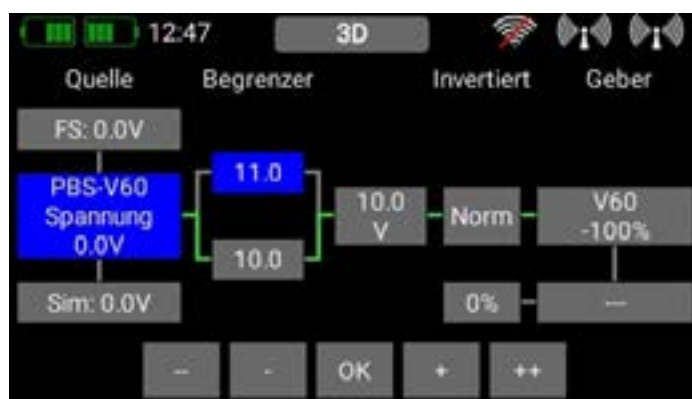 12:47 3D
Quelle Begrenzer Invertiert Geber
FS: 0.0V
PBS-V60
Spannung
0.0V
11.0
10.0
10.0
V
Norm
V60
-100%
Sim: 0.0V
0%
---
-- - OK + ++